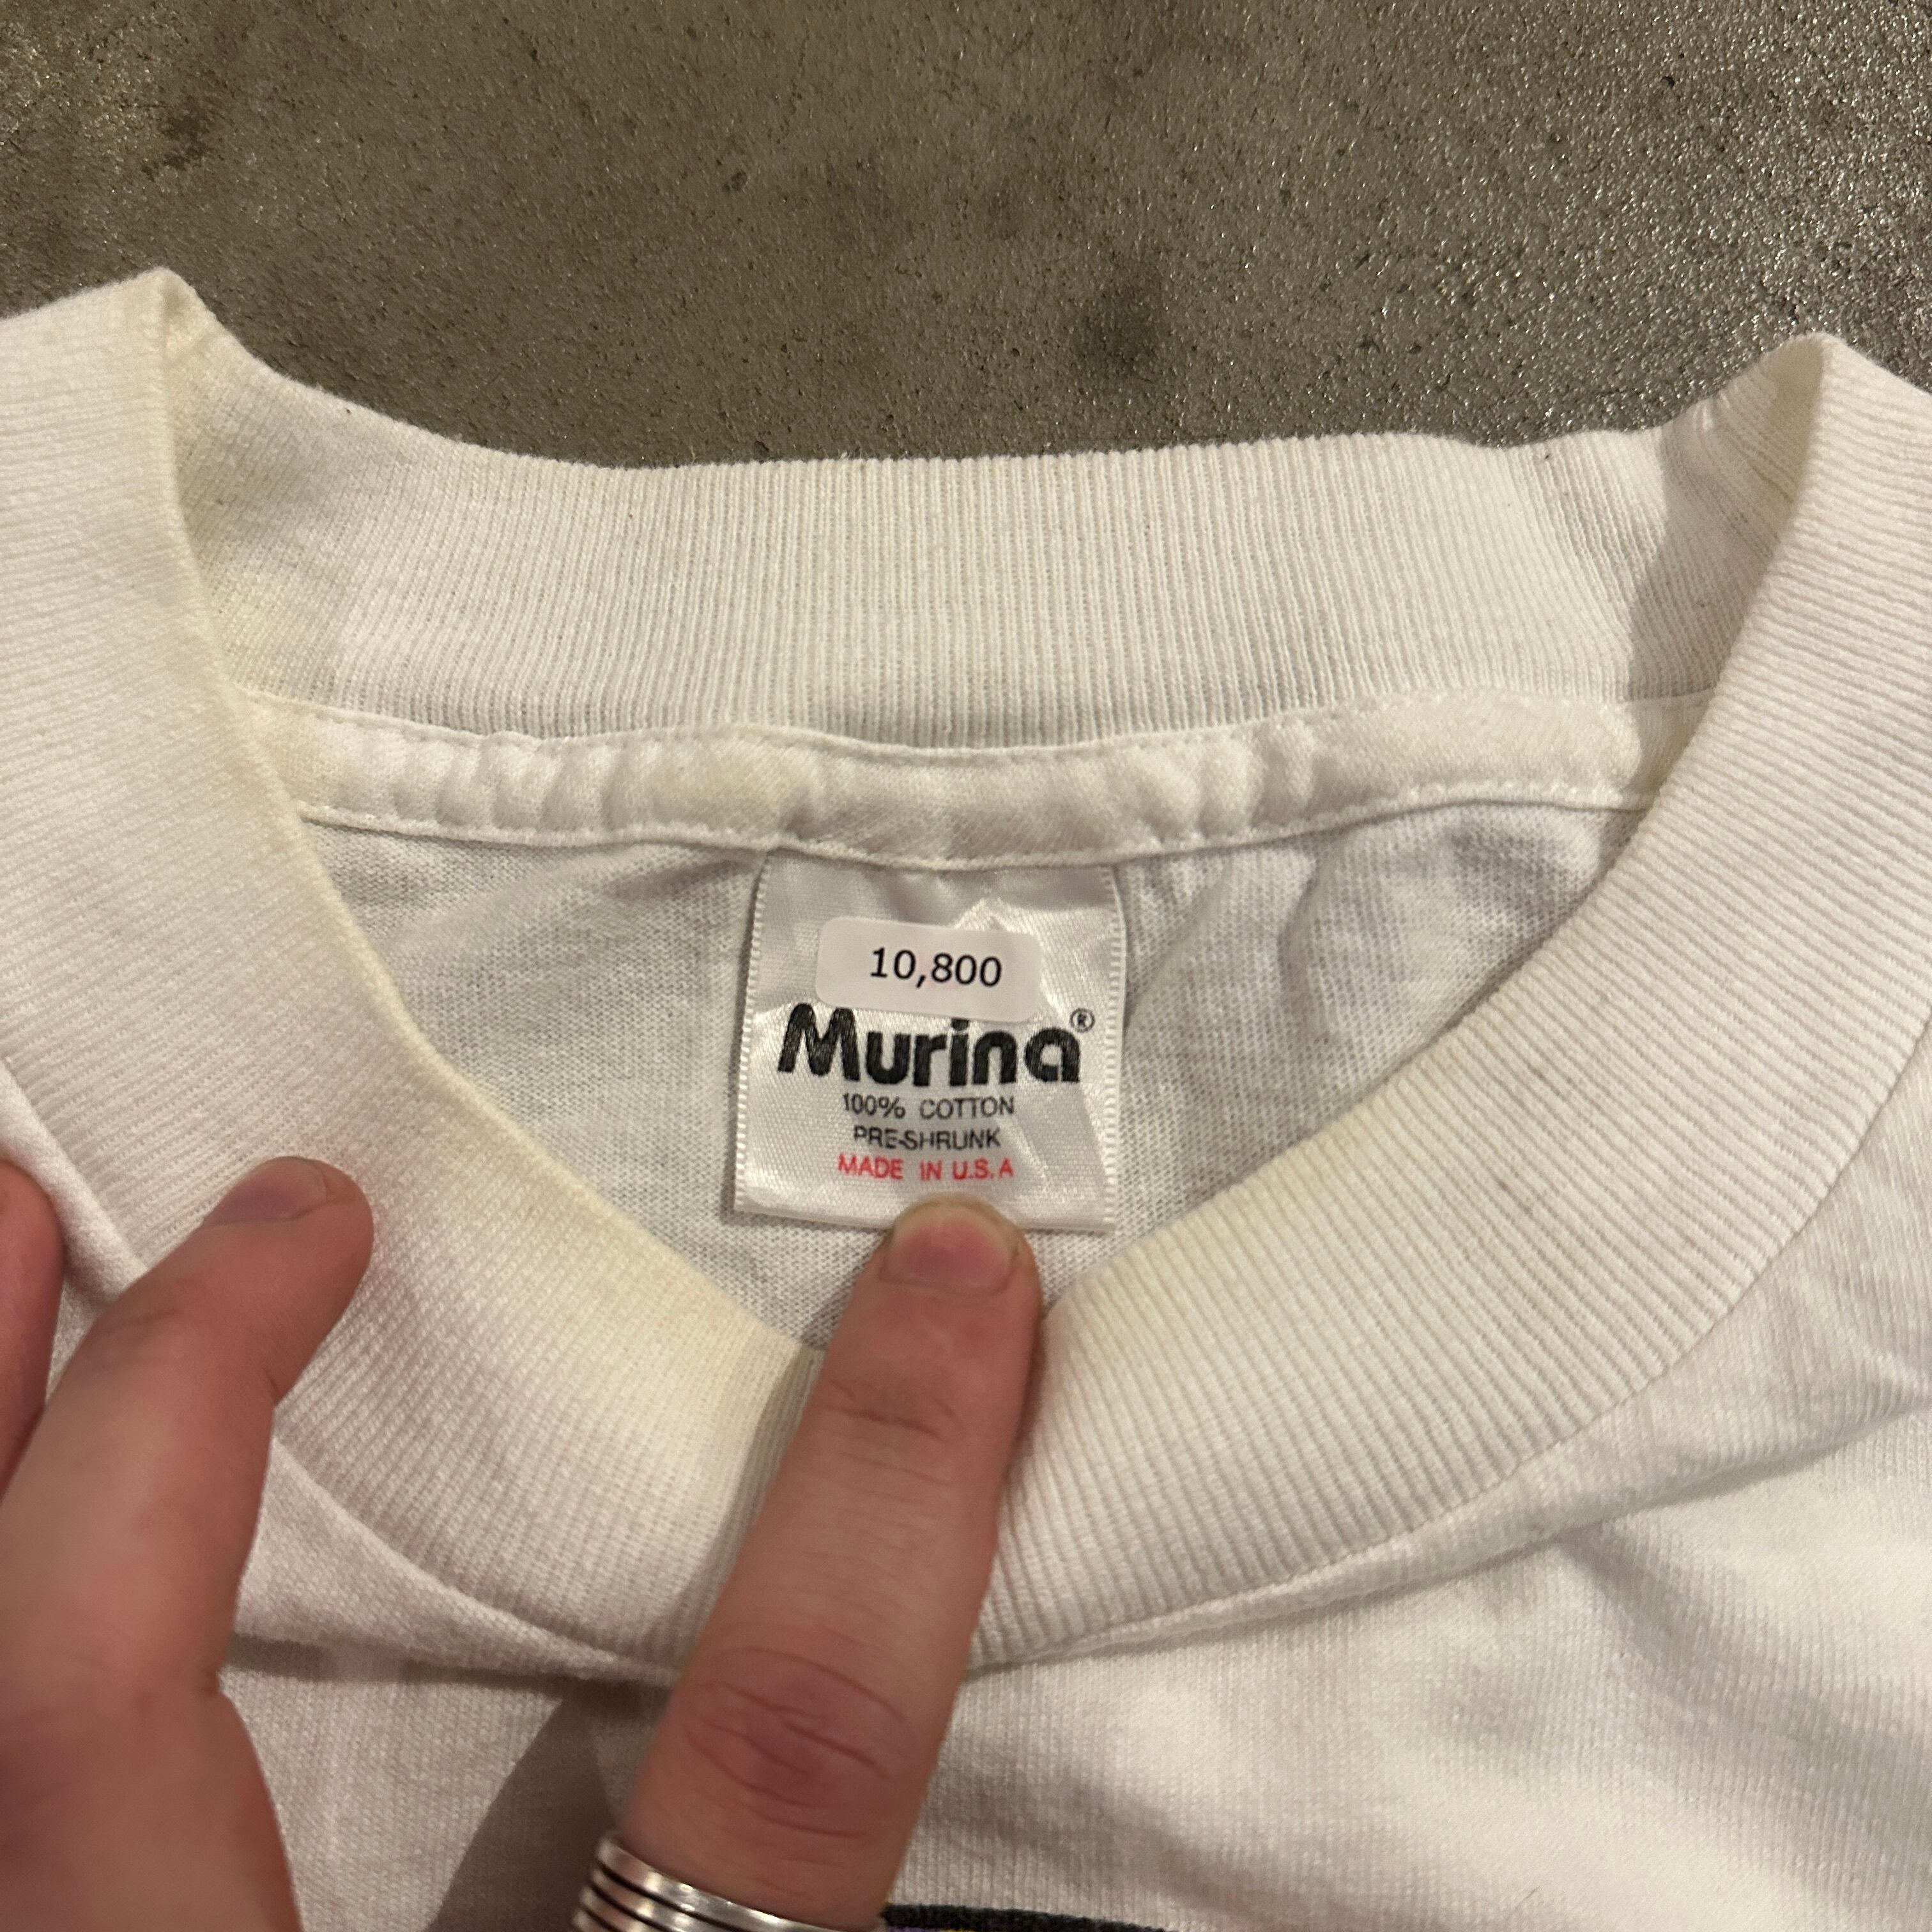 10,800
Murina®
100% COTTON
PRE-SHRUNK
MADE IN U.S.A